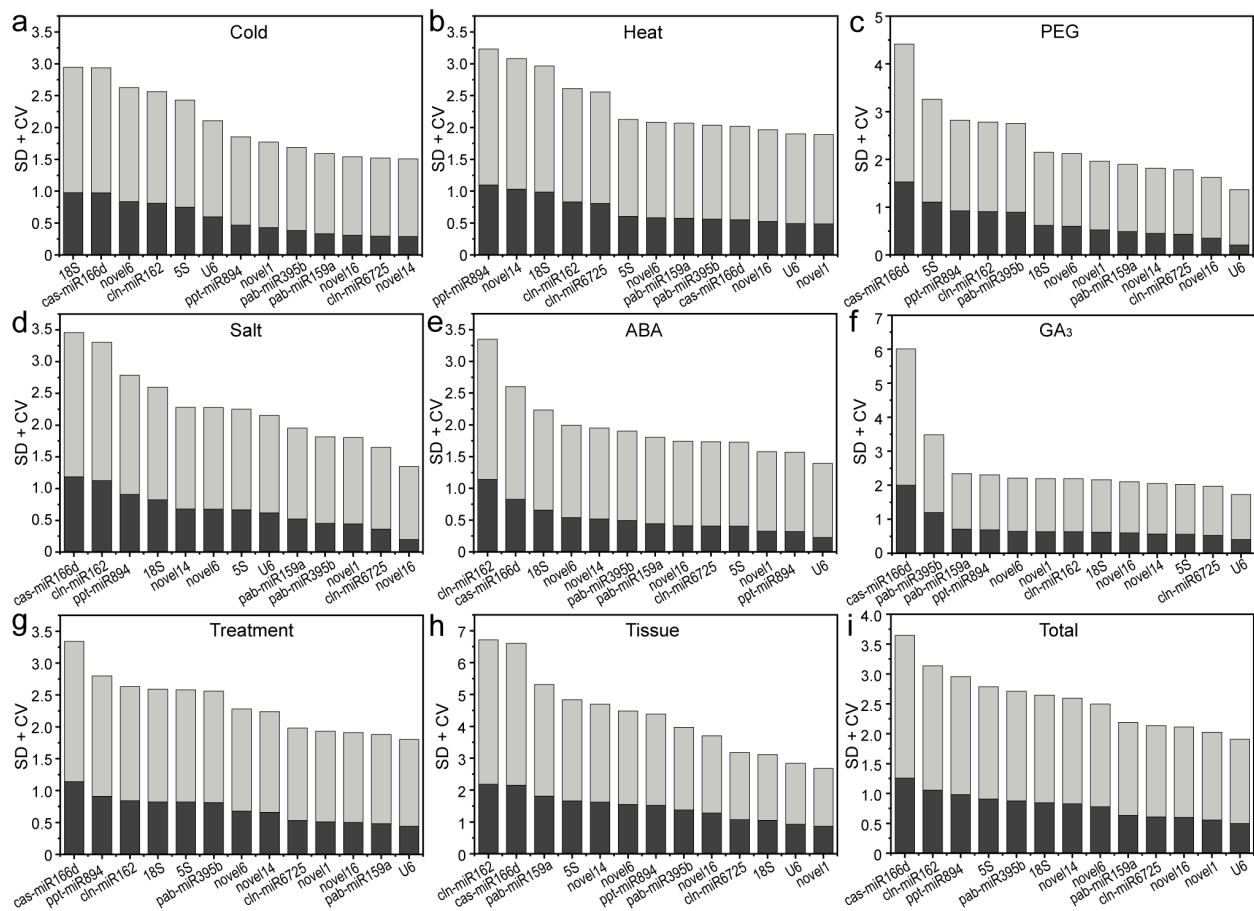 a
Cold
SD + CV
3.5
3.0
2.5
2.0
1.5
1.0
0.5
0
18S
cas-miR166d
novel6
cln-miR162
5S
U6
ppt-miR894
novel1
pab-miR395b
pab-miR159a
novel16
cln-miR6725
novel14
b
Heat
SD + CV
3.5
3.0
2.5
2.0
1.5
1.0
0.5
0
ppt-miR894
novel14
18S
cln-miR162
cln-miR6725
5S
novel6
pab-miR159a
pab-miR395b
cas-miR166d
novel16
U6
novel1
c
PEG
SD + CV
5
4
3
2
1
0
cas-miR166d
5S
ppt-miR894
cln-miR162
pab-miR395b
18S
novel6
novel1
pab-miR159a
novel14
cln-miR6725
novel16
U6
d
Salt
SD + CV
3.5
3.0
2.5
2.0
1.5
1.0
0.5
0
cas-miR166d
cln-miR162
ppt-miR894
18S
novel14
novel6
5S
U6
pab-miR159a
pab-miR395b
novel1
cln-miR6725
novel16
e
ABA
SD + CV
3.5
3.0
2.5
2.0
1.5
1.0
0.5
0
cln-miR162
cas-miR166d
18S
novel6
novel14
pab-miR395b
pab-miR159a
novel16
cln-miR6725
5S
novel1
ppt-miR894
U6
f
GA₃
SD + CV
7
6
5
4
3
2
1
0
cas-miR166d
pab-miR395b
pab-miR159a
ppt-miR894
novel6
novel1
cln-miR162
18S
novel16
novel14
5S
cln-miR6725
U6
g
Treatment
SD + CV
3.5
3.0
2.5
2.0
1.5
1.0
0.5
0
cas-miR166d
ppt-miR894
cln-miR162
18S
5S
pab-miR395b
novel6
novel14
cln-miR6725
novel1
novel16
pab-miR159a
U6
h
Tissue
SD + CV
7
6
5
4
3
2
1
0
cln-miR162
cas-miR166d
pab-miR159a
5S
novel14
novel6
ppt-miR894
pab-miR395b
novel16
cln-miR6725
18S
U6
novel1
i
Total
SD + CV
4.0
3.5
3.0
2.5
2.0
1.5
1.0
0.5
0
cas-miR166d
cln-miR162
ppt-miR894
5S
pab-miR395b
18S
novel14
novel6
pab-miR159a
cln-miR6725
novel16
novel1
U6